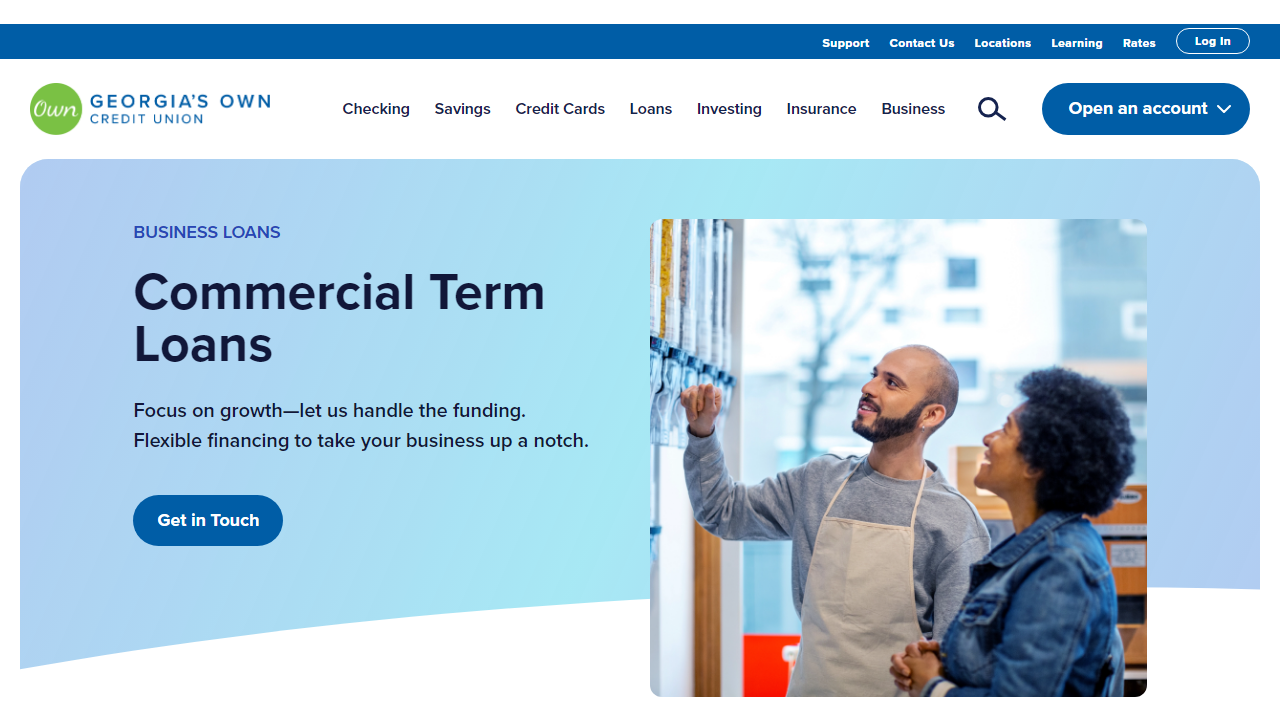 Support Contact Us Locations Learning Rates Log In
Own GEORGIA'S OWN
CREDIT UNION
Checking Savings Credit Cards Loans Investing Insurance Business Open an account
BUSINESS LOANS
Commercial Term
Loans
Focus on growth—let us handle the funding.
Flexible financing to take your business up a notch.
Get in Touch